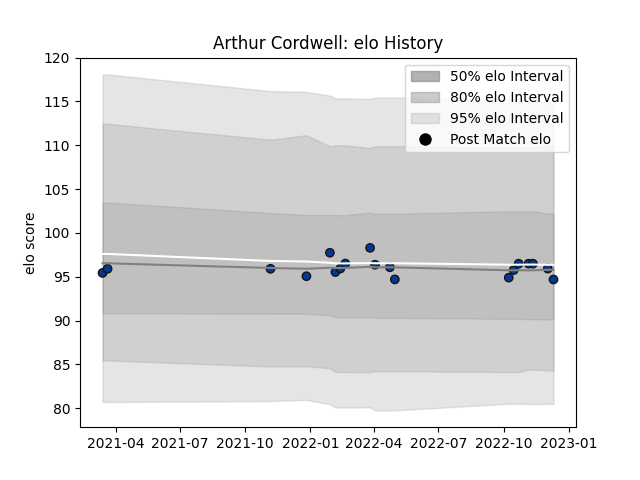 Arthur Cordwell: elo History
120
115
110
105
100
95
90
85
80
elo score
50% elo Interval
80% elo Interval
95% elo Interval
Post Match elo
2021-04 2021-07 2021-10 2022-01 2022-04 2022-07 2022-10 2023-01